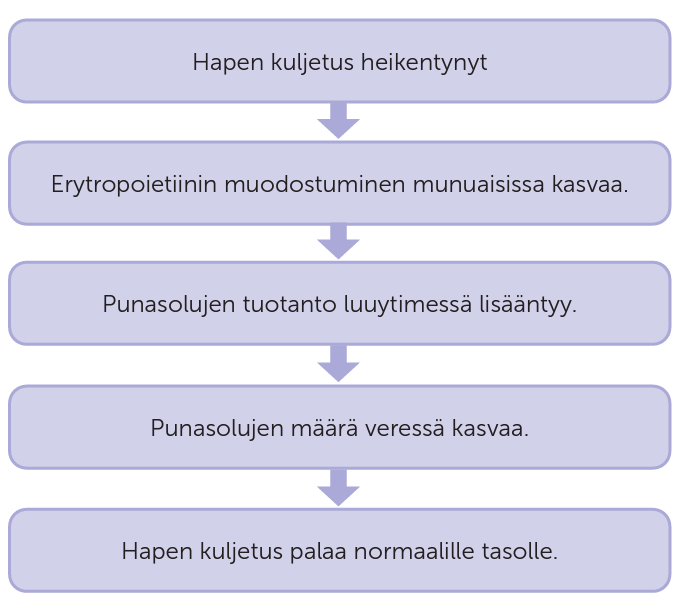 Hapen kuljetus heikentynyt
Erytropoietiinin muodostuminen munuaisissa kasvaa.
Punasolujen tuotanto luuytimessä lisääntyy.
Punasolujen määrä veressä kasvaa.
Hapen kuljetus palaa normaalille tasolle.